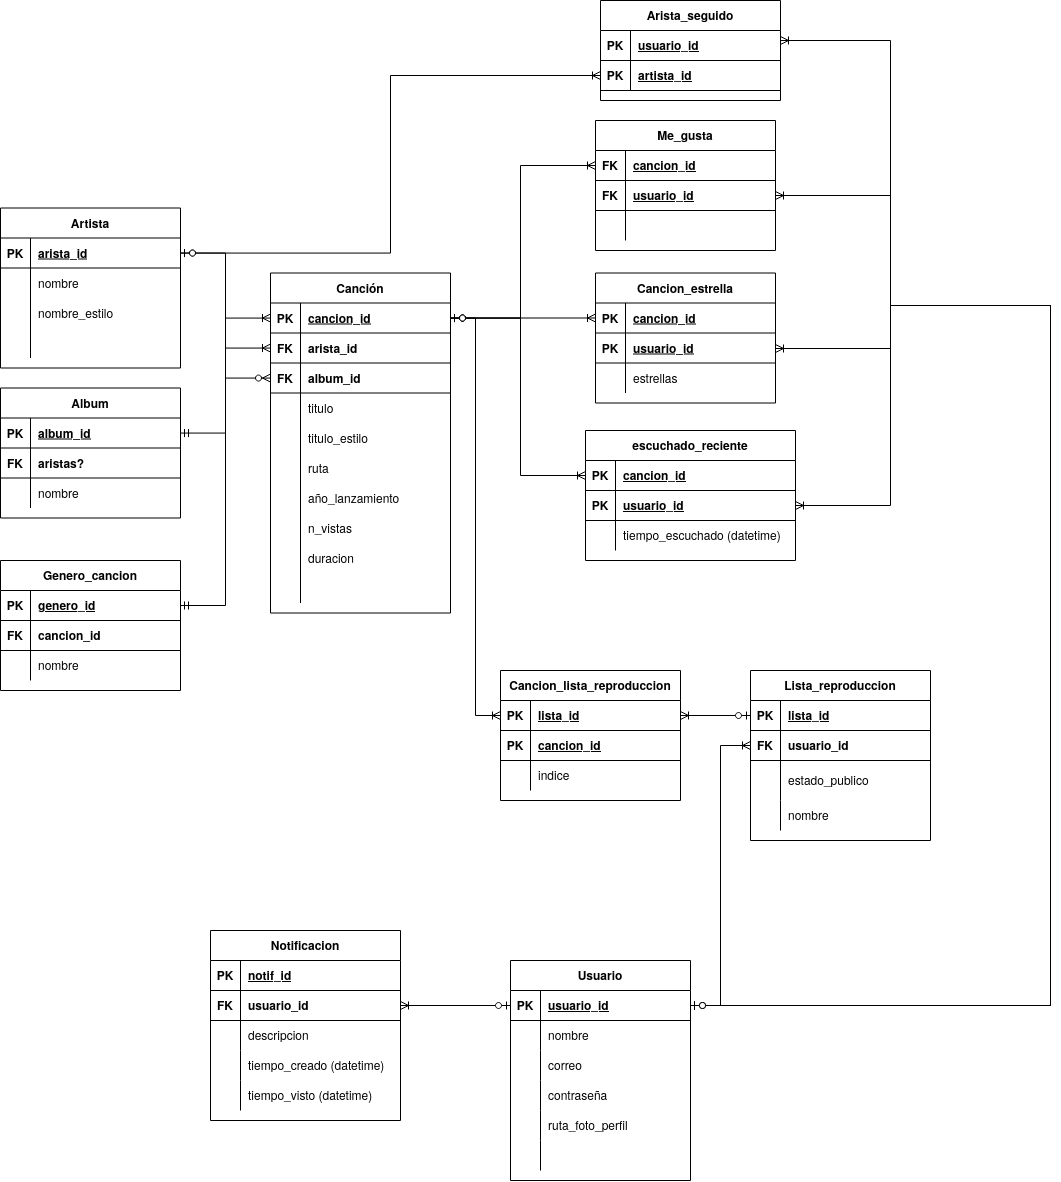 Arista_seguido
PK usuario_id
PK artista_id
Me_gusta
FK cancion_id
FK usuario_id
Artista
PK arista_id
nombre
nombre_estilo
Canción
PK cancion_id
FK arista_id
FK album_id
titulo
titulo_estilo
ruta
año_lanzamiento
n_vistas
duracion
Cancion_estrella
PK cancion_id
PK usuario_id
estrellas
Album
PK album_id
FK aristas?
nombre
escuchado_reciente
PK cancion_id
PK usuario_id
tiempo_escuchado (datetime)
Genero_cancion
PK genero_id
FK cancion_id
nombre
Cancion_lista_reproduccion
PK lista_id
PK cancion_id
indice
Lista_reproduccion
PK lista_id
FK usuario_id
estado_publico
nombre
Notificacion
PK notif_id
FK usuario_id
descripcion
tiempo_creado (datetime)
tiempo_visto (datetime)
Usuario
PK usuario_id
nombre
correo
contraseña
ruta_foto_perfil